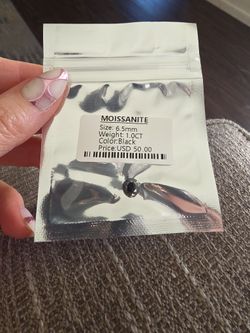 MOISSANITE
Size: 6.5mm
Weight: 1.0CT
Color:Black
Price:USD 50.00